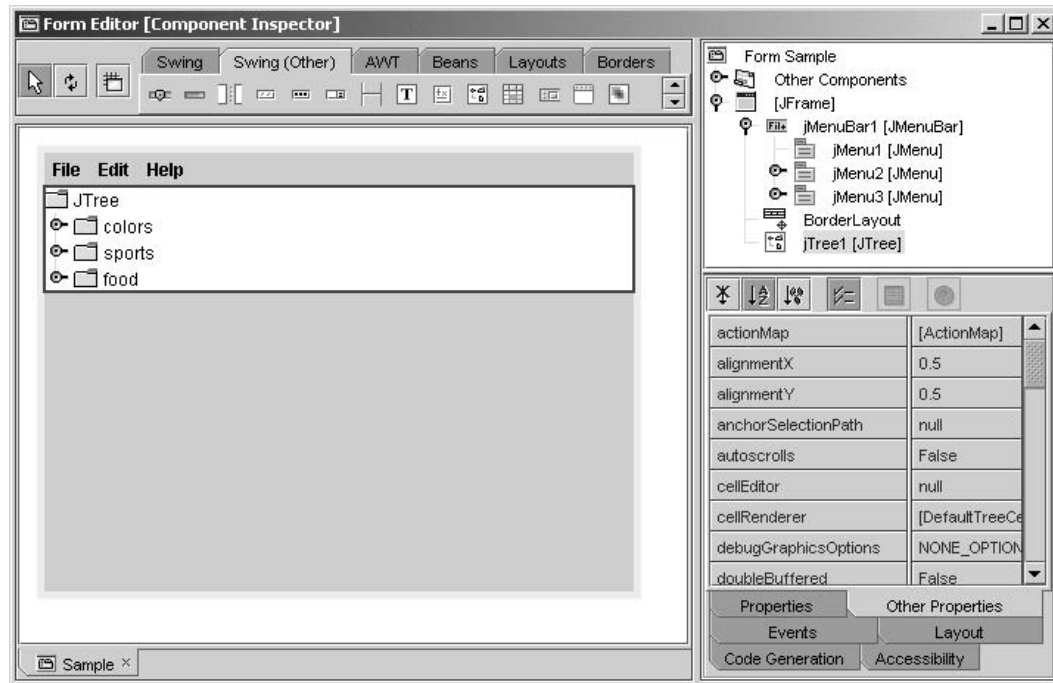 Form Editor [Component Inspector]
Swing Swing (Other) AWT Beans Layouts Borders
File Edit Help
JTree
colors
sports
food
Sample ×
Form Sample
Other Components
[JFrame]
jMenuBar1 [JMenuBar]
jMenu1 [JMenu]
jMenu2 [JMenu]
jMenu3 [JMenu]
BorderLayout
jTree1 [JTree]
actionMap [ActionMap]
alignmentX 0.5
alignmentY 0.5
anchorSelectionPath null
autoscrolls False
cellEditor null
cellRenderer [DefaultTreeCe
debugGraphicsOptions NONE_OPTION
doubleBuffered False
Properties Other Properties
Events Layout
Code Generation Accessibility